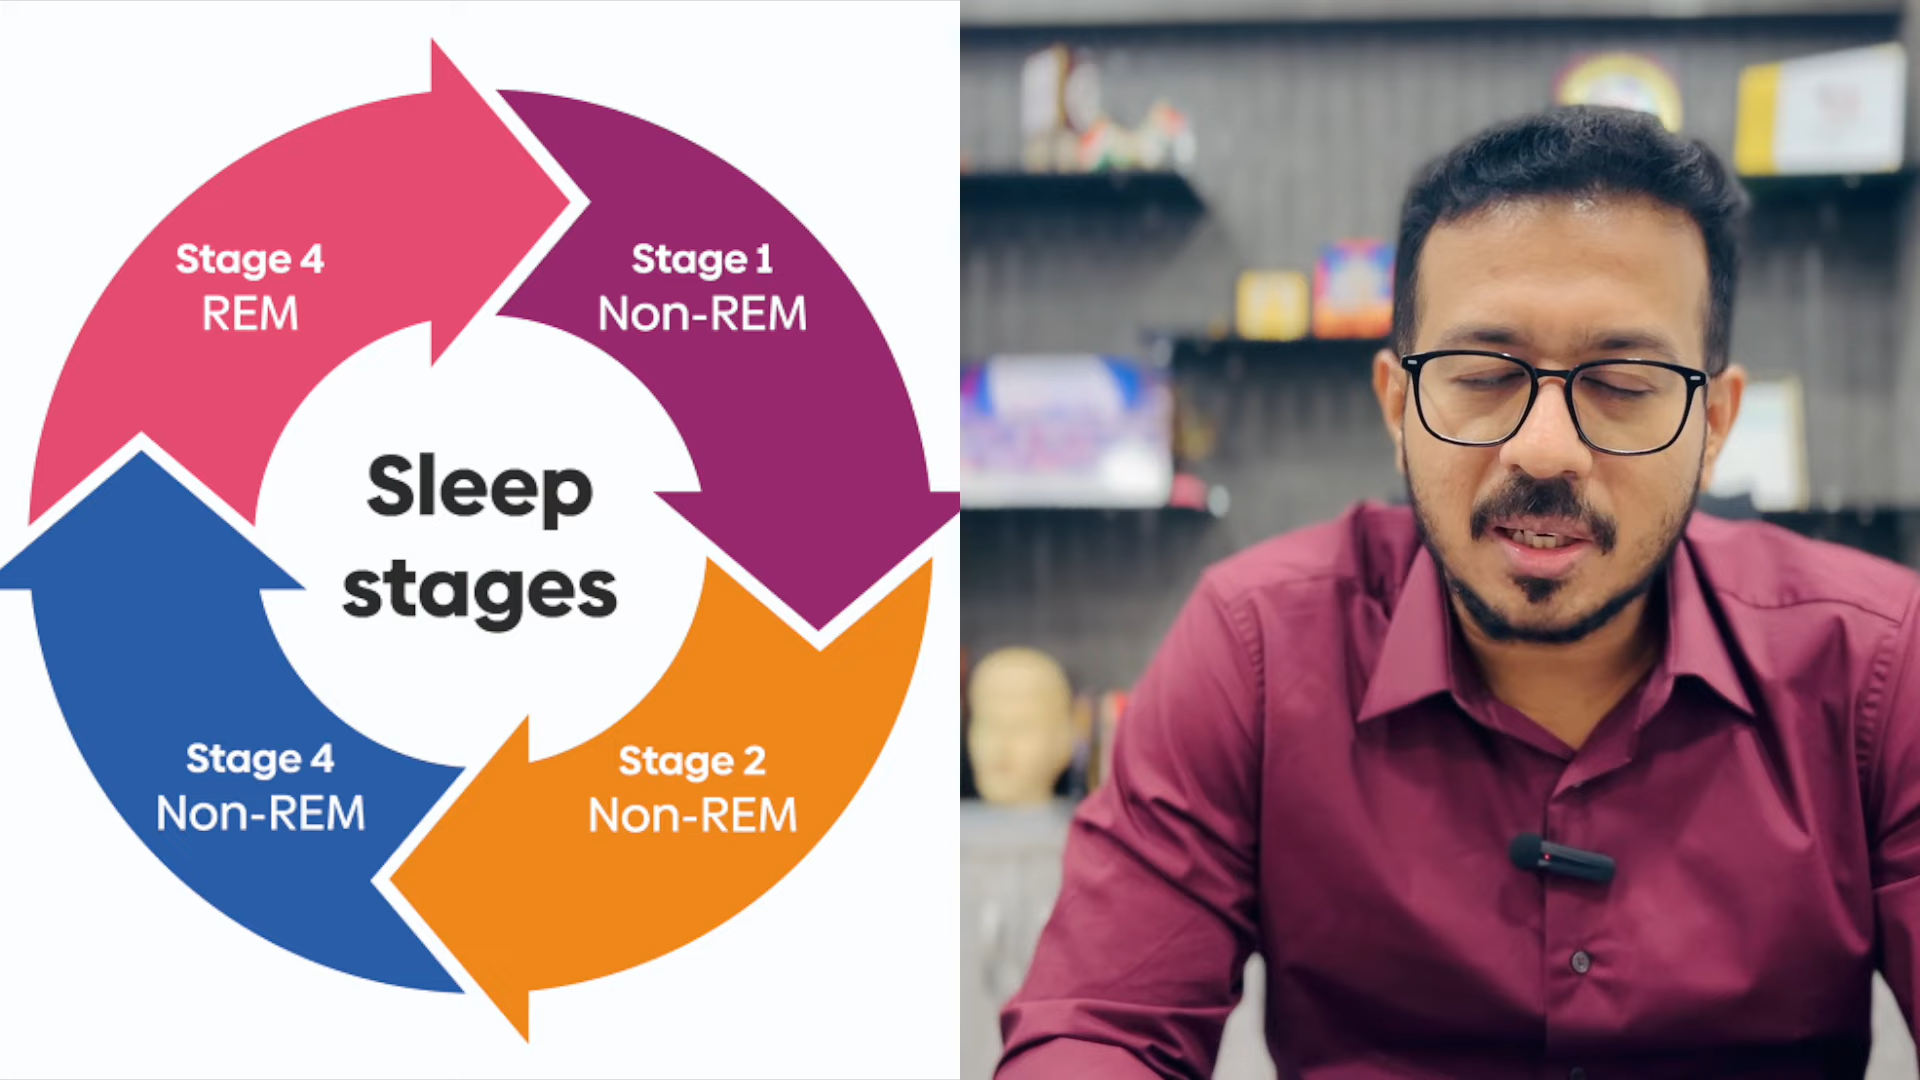 Stage 4
REM
Stage 1
Non-REM
Sleep
stages
Stage 4
Non-REM
Stage 2
Non-REM